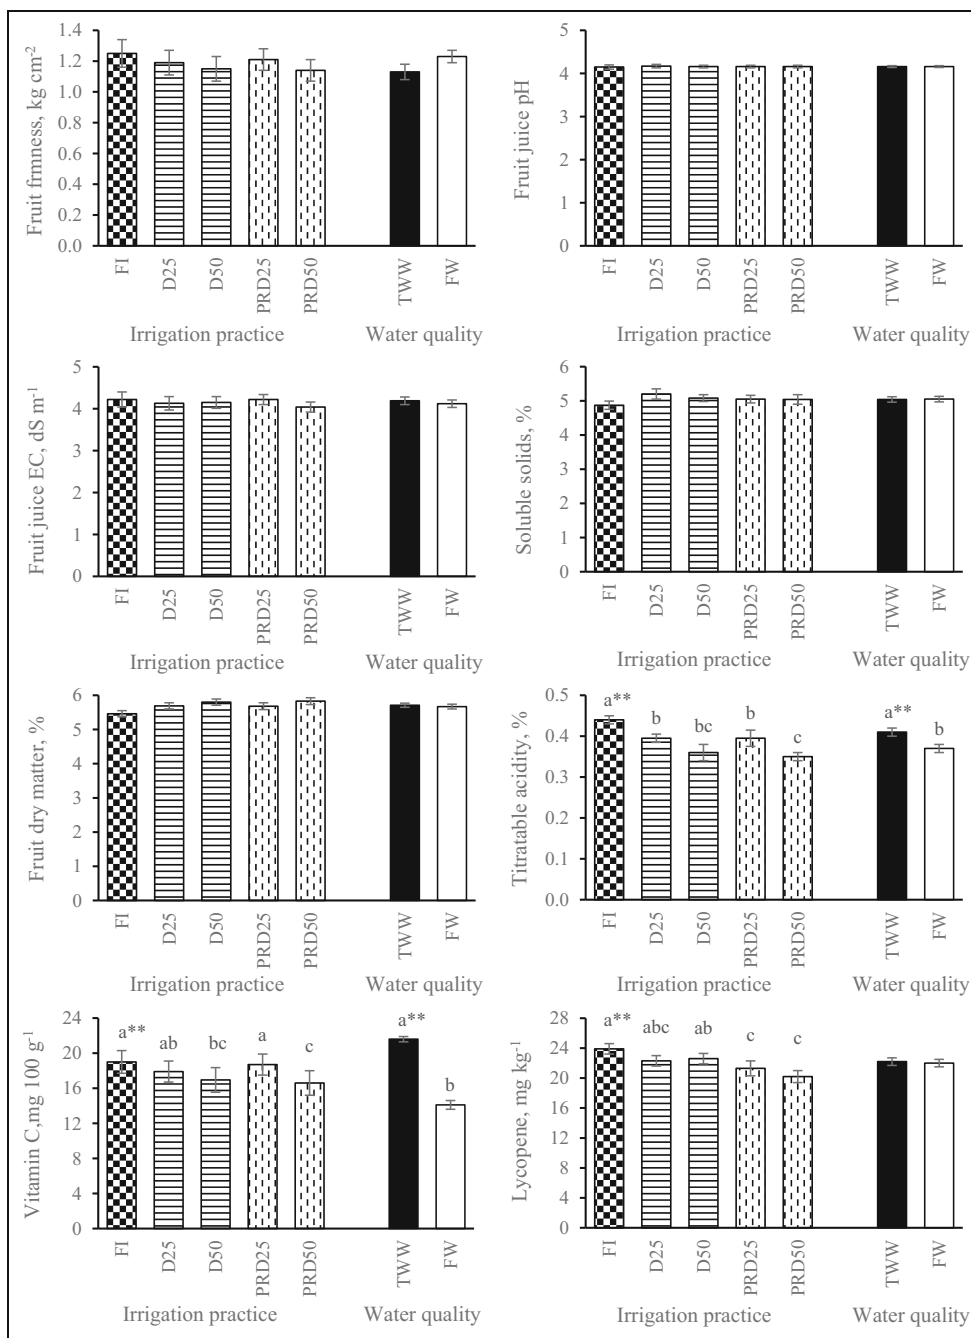 Fruit frmness, kg cm-2
1.4
1.2
1.0
0.8
0.6
0.4
0.2
0.0
FI
D25
D50
PRD25
PRD50
TWW
FW
Irrigation practice
Water quality
Fruit juice pH
5
4
3
2
1
0
FI
D25
D50
PRD25
PRD50
TWW
FW
Irrigation practice
Water quality
Fruit juice EC, dS m-1
5
4
3
2
1
0
FI
D25
D50
PRD25
PRD50
TWW
FW
Irrigation practice
Water quality
Soluble solids, %
6
5
4
3
2
1
0
FI
D25
D50
PRD25
PRD50
TWW
FW
Irrigation practice
Water quality
Fruit dry matter, %
6
5
4
3
2
1
0
FI
D25
D50
PRD25
PRD50
TWW
FW
Irrigation practice
Water quality
Titratable acidity, %
0.5
0.4
0.3
0.2
0.1
0.0
a**
b
bc
b
c
a**
b
FI
D25
D50
PRD25
PRD50
TWW
FW
Irrigation practice
Water quality
Vitamin C,mg 100 g-1
24
20
16
12
8
4
0
a**
ab
bc
a
c
a**
b
FI
D25
D50
PRD25
PRD50
TWW
FW
Irrigation practice
Water quality
Lycopene, mg kg-1
28
24
20
16
12
8
4
0
a**
abc
ab
c
c
FI
D25
D50
PRD25
PRD50
TWW
FW
Irrigation practice
Water quality